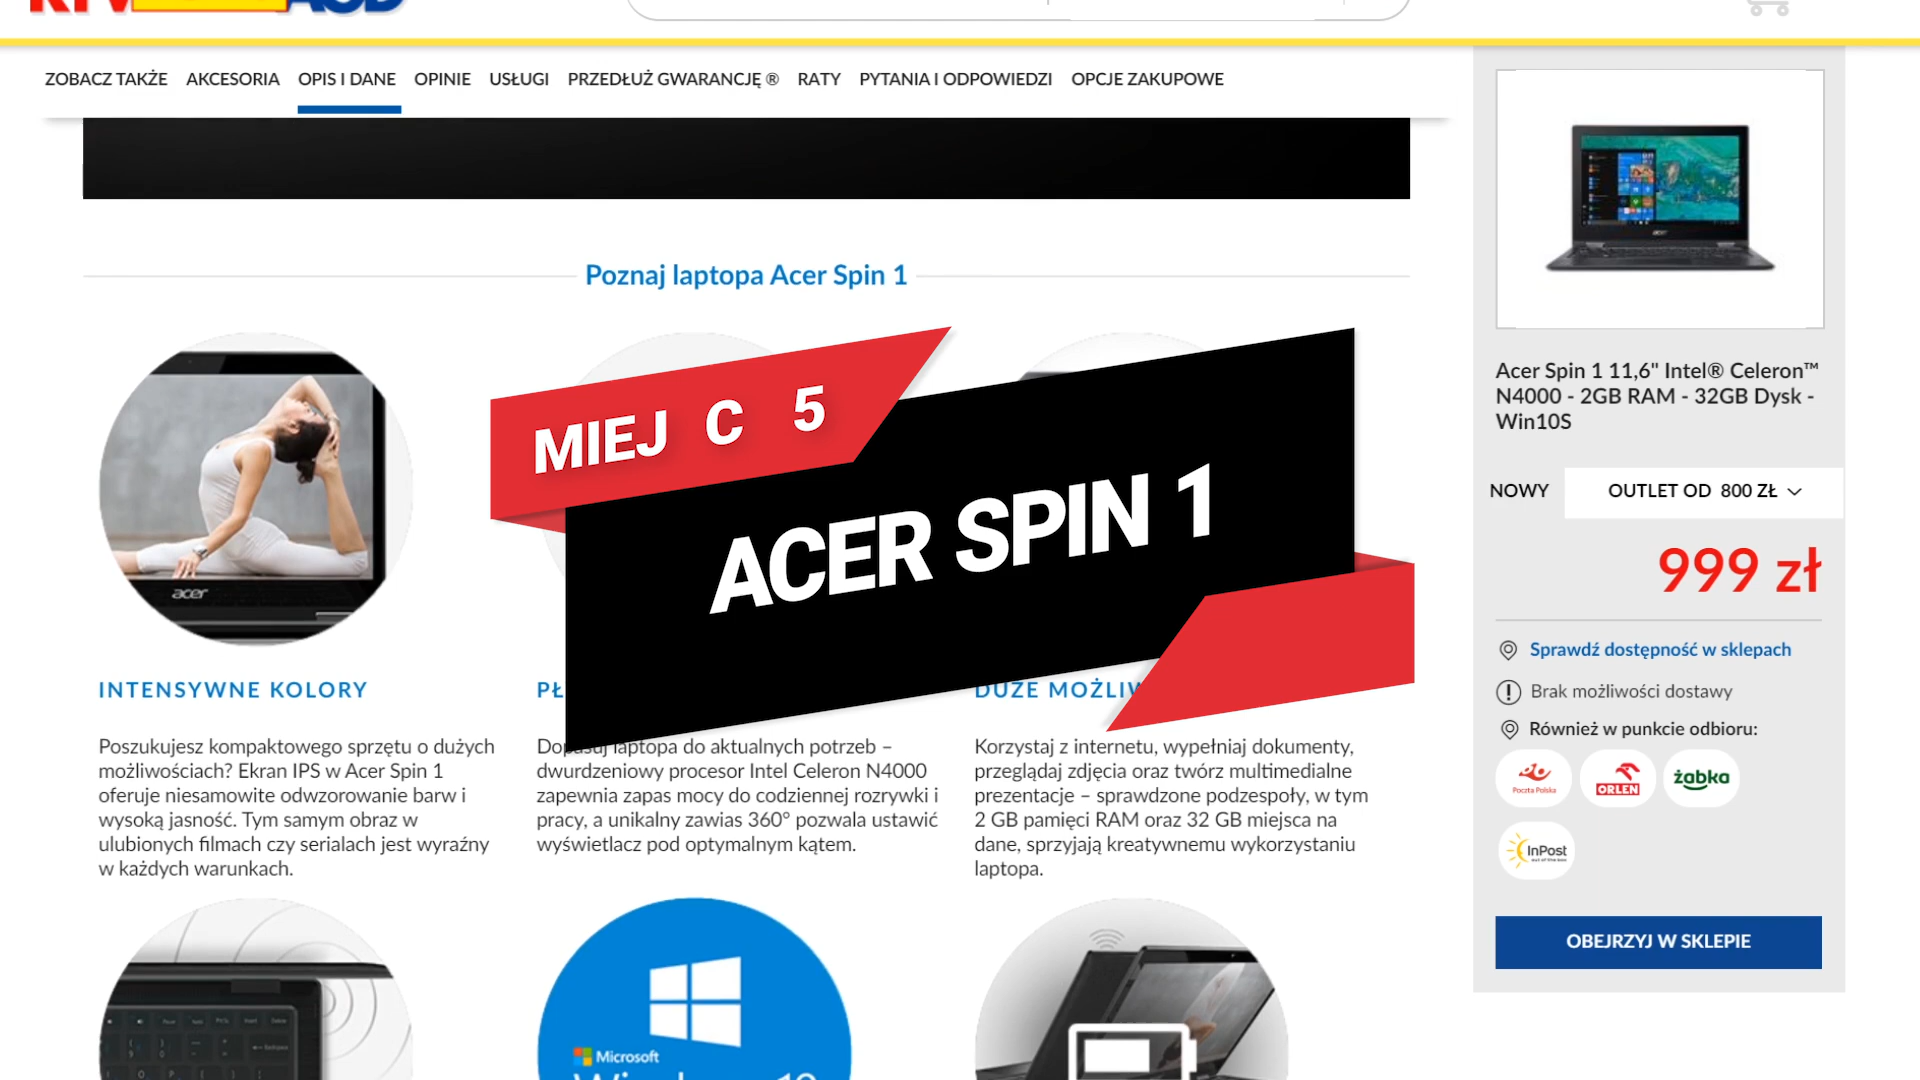 ZOBACZ TAKŻE AKCESORIA OPIS I DANE OPINIE USŁUGI PRZEDŁUŻ GWARANCJĘ ® RATY PYTANIA I ODPOWIEDZI OPCJE ZAKUPOWE
Poznaj laptopa Acer Spin 1
MIEJ C 5
ACER SPIN 1
acer
INTENSYWNE KOLORY
Poszukujesz kompaktowego sprzętu o dużych
możliwościach? Ekran IPS w Acer Spin 1
oferuje niesamowite odwzorowanie barw i
wysoką jasność. Tym samym obraz w
ulubionych filmach czy serialach jest wyraźny
w każdych warunkach.
Dopasuj laptopa do aktualnych potrzeb –
dwurdzeniowy procesor Intel Celeron N4000
zapewnia zapas mocy do codziennej rozrywki i
pracy, a unikalny zawias 360° pozwala ustawić
wyświetlacz pod optymalnym kątem.
DUŻE
Korzystaj z internetu, wypełniaj dokumenty,
przeglądaj zdjęcia oraz twórz multimedialne
prezentacje – sprawdzone podzespoły, w tym
2 GB pamięci RAM oraz 32 GB miejsca na
dane, sprzyjają kreatywnemu wykorzystaniu
laptopa.
Microsoft
acer
Acer Spin 1 11,6" Intel® Celeron™
N4000 - 2GB RAM - 32GB Dysk -
Win10S
NOWY OUTLET OD 800 ZŁ
999 zł
Sprawdź dostępność w sklepach
Brak możliwości dostawy
Również w punkcie odbioru:
Poczta Polska
ORLEN
żabka
InPost
OBEJRZYJ W SKLEPIE